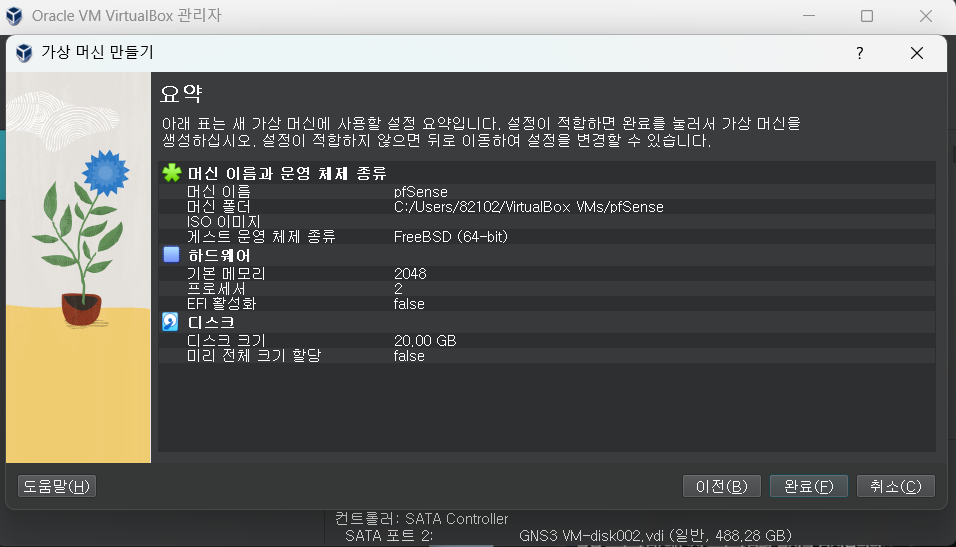 Oracle VM VirtualBox 관리자
가상 머신 만들기
?
요약
아래 표는 새 가상 머신에 사용할 설정 요약입니다. 설정이 적합하면 완료를 눌러서 가상 머신을
생성하십시오. 설정이 적합하지 않으면 뒤로 이동하여 설정을 변경할 수 있습니다.
머신 이름과 운영 체제 종류
머신 이름 pfSense
머신 폴더 C:/Users/82102/VirtualBox VMs/pfSense
ISO 이미지
게스트 운영 체제 종류 FreeBSD (64-bit)
하드웨어
기본 메모리 2048
프로세서 2
EFI 활성화 false
디스크
디스크 크기 20,00 GB
미리 전체 크기 할당 false
도움말(H) 이전(B) 완료(F) 취소(C)
컨트롤러: SATA Controller
SATA 포트 2: GNS3 VM-disk002.vdi (일반, 488,28 GB)